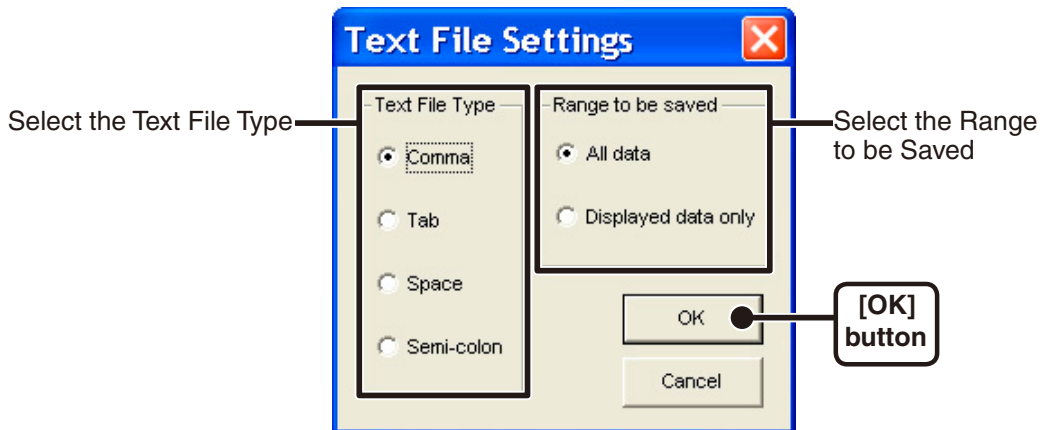 Text File Settings
Select the Text File Type
Text File Type
Comma
Tab
Space
Semi-colon
Range to be saved
All data
Displayed data only
Select the Range
to be Saved
OK
[OK]
button
Cancel